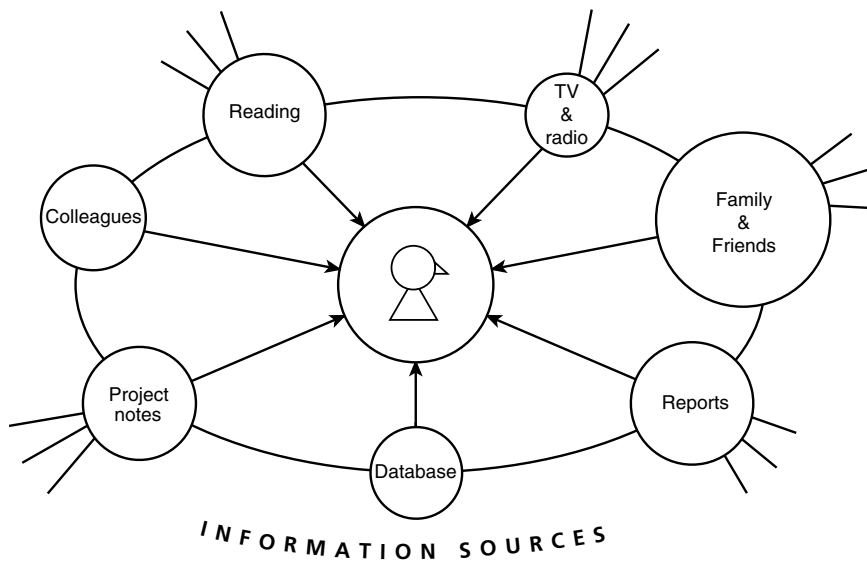 Reading
TV
&
radio
Colleagues
Family
&
Friends
Project
notes
Reports
Database
INFORMATION SOURCES